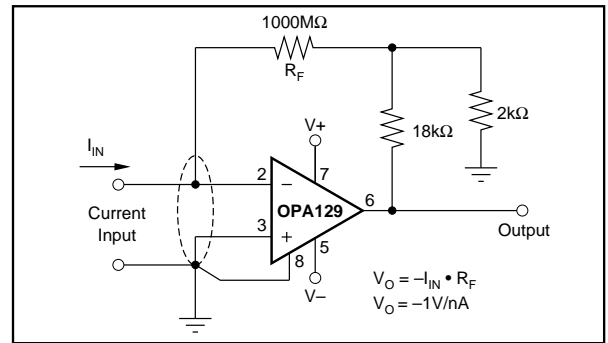 1000MΩ
R_F
18kΩ
2kΩ
I_IN
V+
7
2
−
OPA129
6
3
+
8
5
V−
Current
Input
Output
V_O = −I_IN • R_F
V_O = −1V/nA